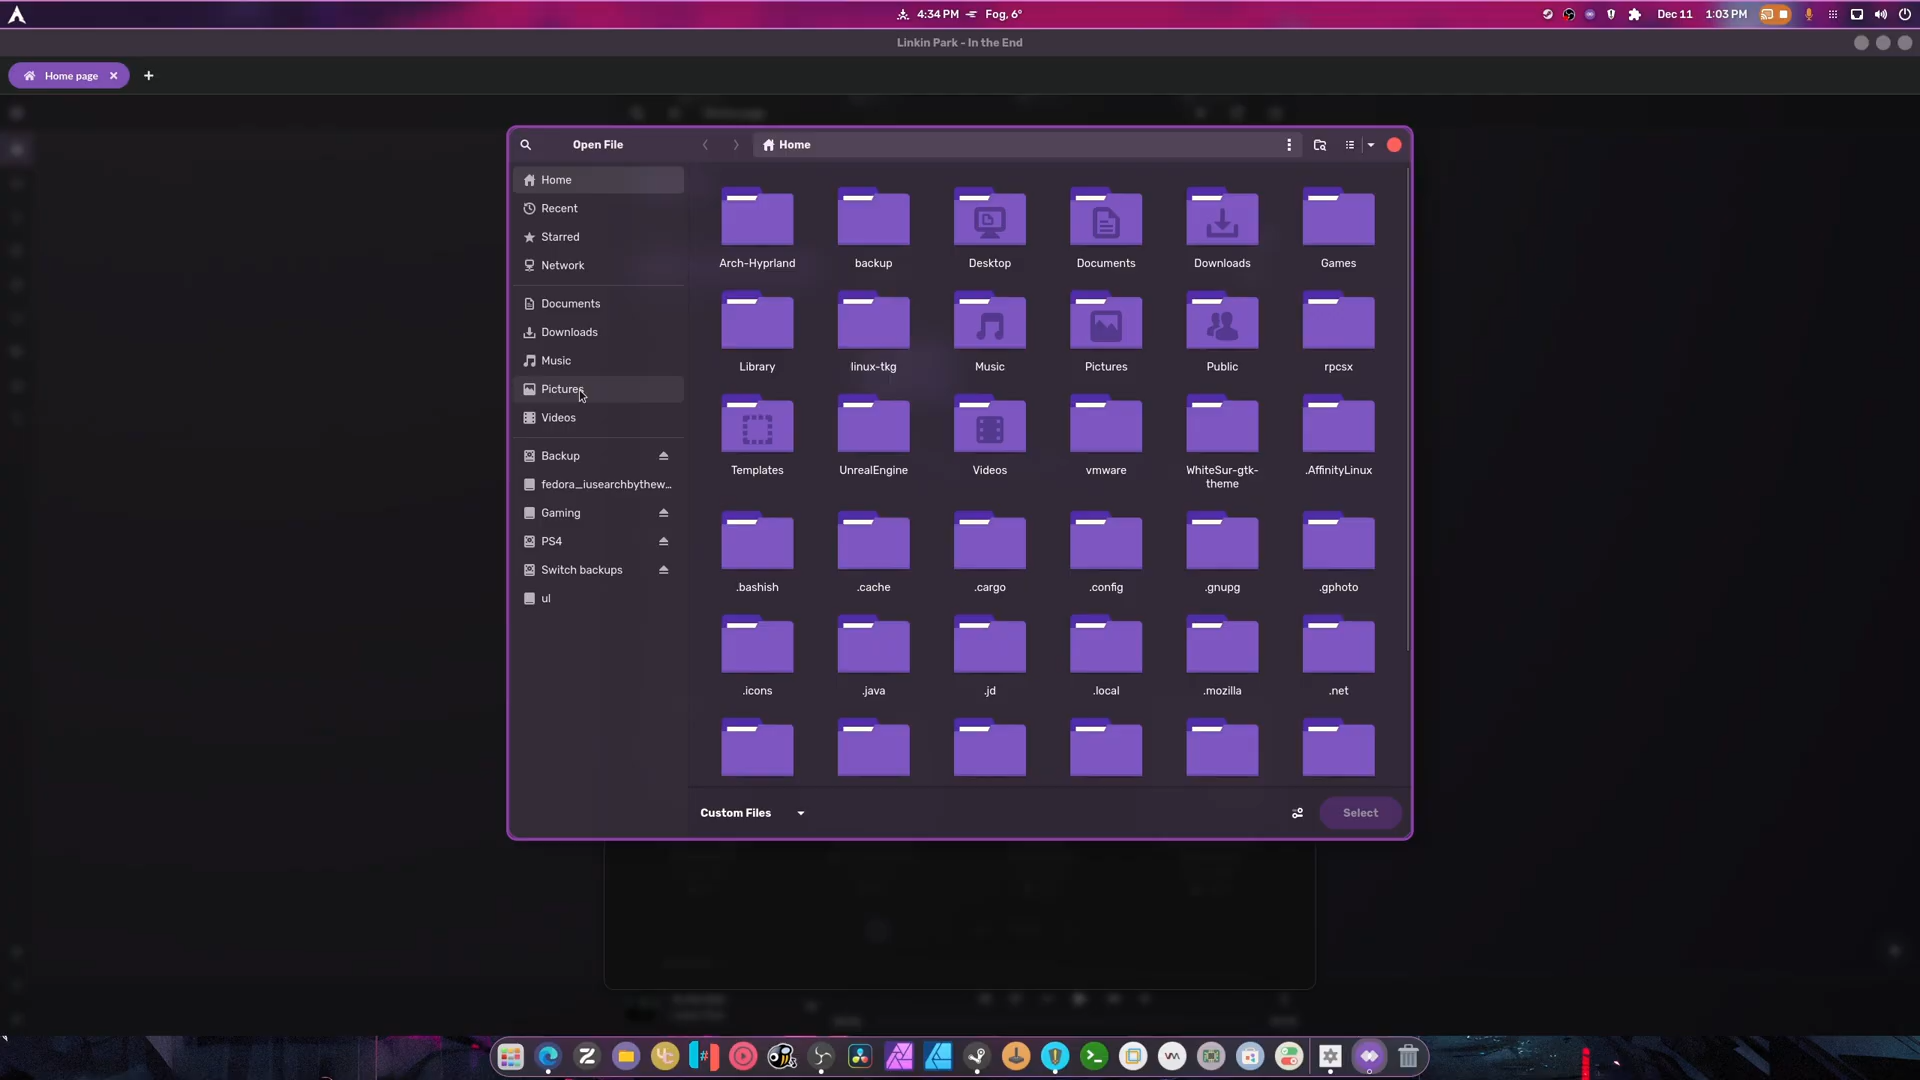 4:34 PM
Fog, 6°
Dec 11
1:03 PM
Linkin Park - In the End
Home page
Open File
Home
Home
Recent
Starred
Network
Documents
Downloads
Music
Pictures
Videos
Backup
fedora_iusearchbythew...
Gaming
PS4
Switch backups
ul
Arch-Hyprland
backup
Desktop
Documents
Downloads
Games
Library
linux-tkg
Music
Pictures
Public
rpcsx
Templates
UnrealEngine
Videos
vmware
WhiteSur-gtk-
theme
.AffinityLinux
.bashish
.cache
.cargo
.config
.gnupg
.gphoto
.icons
.java
.jd
.local
.mozilla
.net
Custom Files
Select